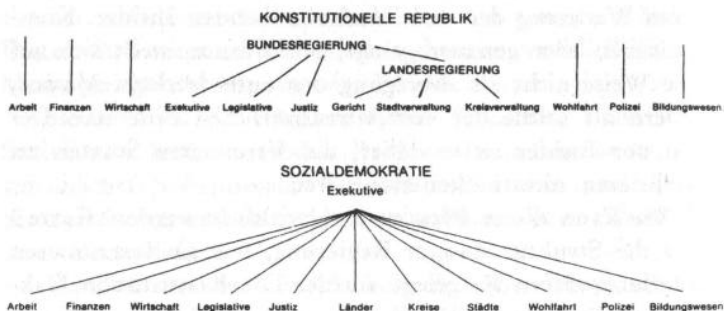 KONSTITUTIONELLE REPUBLIK
BUNDESREGIERUNG
LANDESREGIERUNG
Arbeit Finanzen Wirtschaft Exekutive Legislative Justiz Gericht Stadtverwaltung Kreisverwaltung Wohlfahrt Polizei Bildungswesen
SOZIALDEMOKRATIE
Exekutive
Arbeit Finanzen Wirtschaft Legislative Justiz Länder Kreise Städte Wohlfahrt Polizei Bildungswesen